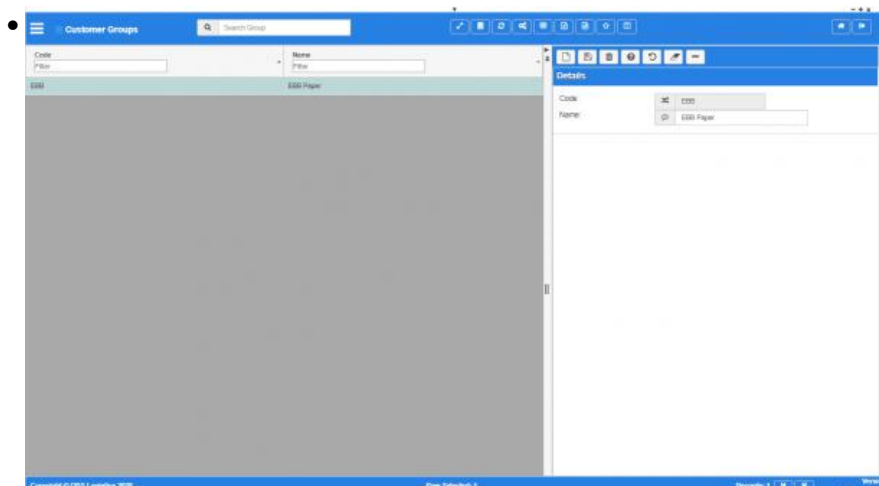 Customer Groups
Search Group
Code
Filter
Name
Filter
EBB
EBB Paper
Details
Code:
EBB
Name:
EBB Paper